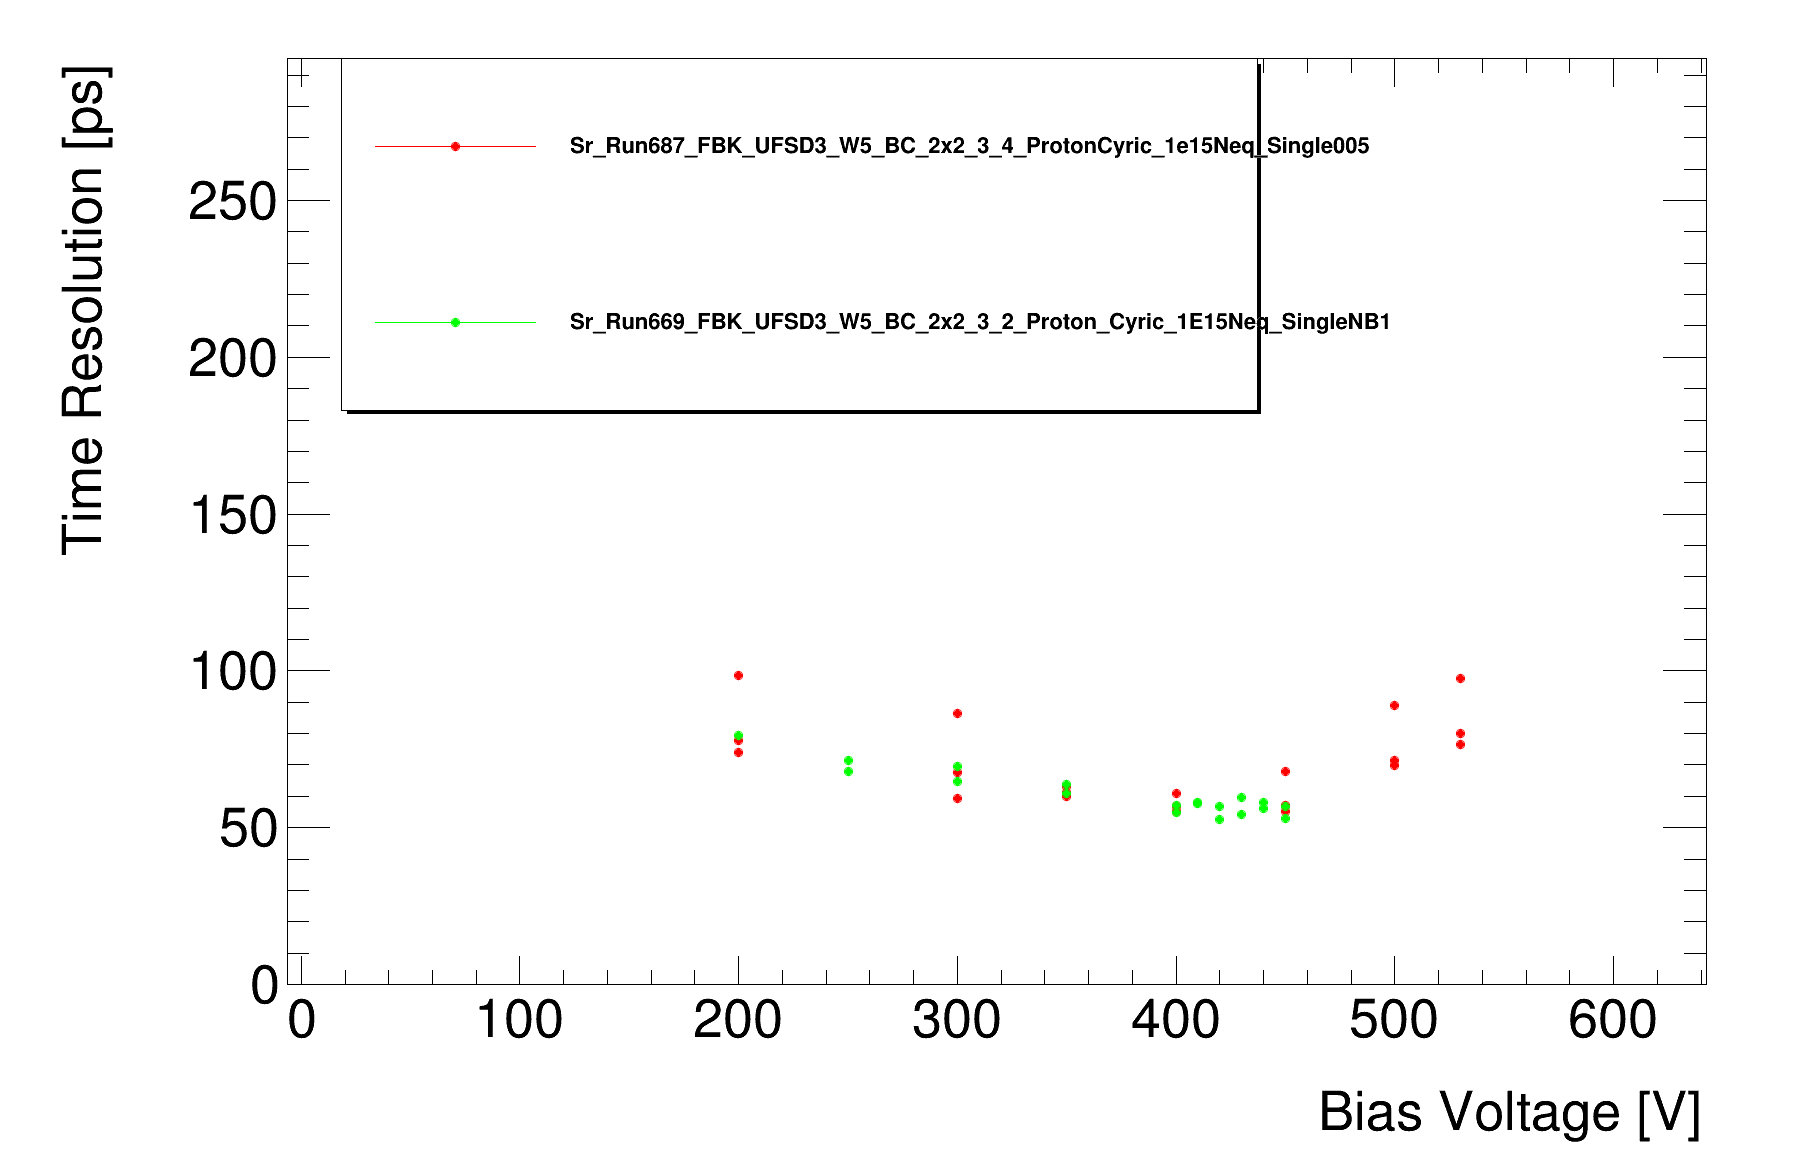 Time Resolution [ps]
Sr_Run687_FBK_UFSD3_W5_BC_2x2_3_4_ProtonCyric_1e15Neq_Single005
250
Sr_Run669_FBK_UFSD3_W5_BC_2x2_3_2_Proton_Cyric_1E15Neq_SingleNB1
200
150
100
50
0
0 100 200 300 400 500 600
Bias Voltage [V]